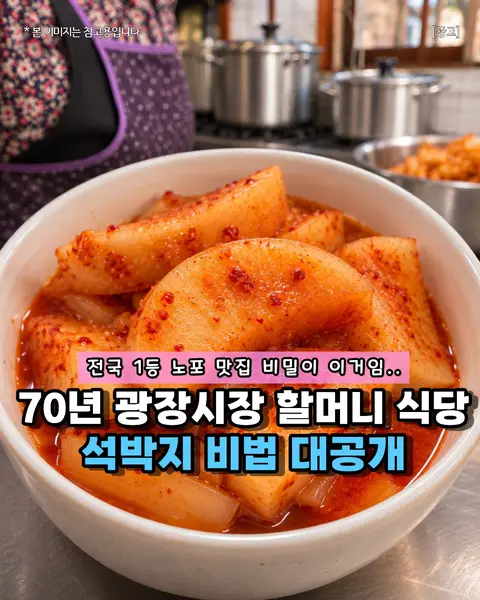 * 본 이미지는 참고용입니다
[광고]
전국 1등 노포 맛집 비밀이 이거임..
70년 광장시장 할머니 식당
석박지 비법 대공개